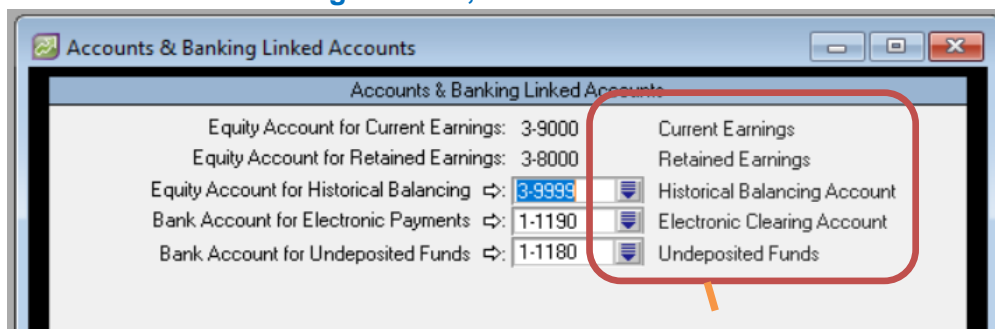 Accounts & Banking Linked Accounts
Accounts & Banking Linked Accounts
Equity Account for Current Earnings: 3-9000 Current Earnings
Equity Account for Retained Earnings: 3-8000 Retained Earnings
Equity Account for Historical Balancing ⇨: 3-9999 Historical Balancing Account
Bank Account for Electronic Payments ⇨: 1-1190 Electronic Clearing Account
Bank Account for Undeposited Funds ⇨: 1-1180 Undeposited Funds